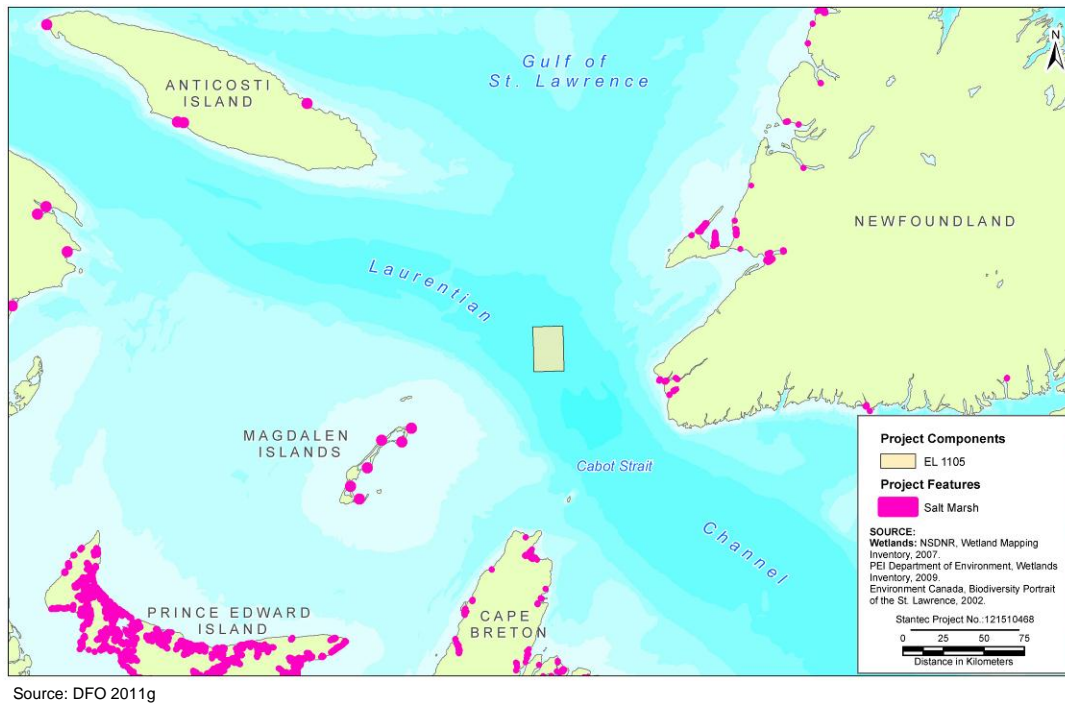 Gulf of
St. Lawrence
N
ANTICOSTI
ISLAND
NEWFOUNDLAND
Laurentian
MAGDALEN
ISLANDS
Cabot Strait
Channel
PRINCE EDWARD
ISLAND
CAPE
BRETON
Project Components
EL 1105
Project Features
Salt Marsh
SOURCE:
Wetlands: NSDNR, Wetland Mapping
Inventory, 2007.
PEI Department of Environment, Wetlands
Inventory, 2009.
Environment Canada, Biodiversity Portrait
of the St. Lawrence, 2002.
Stantec Project No.:121510468
0 25 50 75
Distance in Kilometers
Source: DFO 2011g